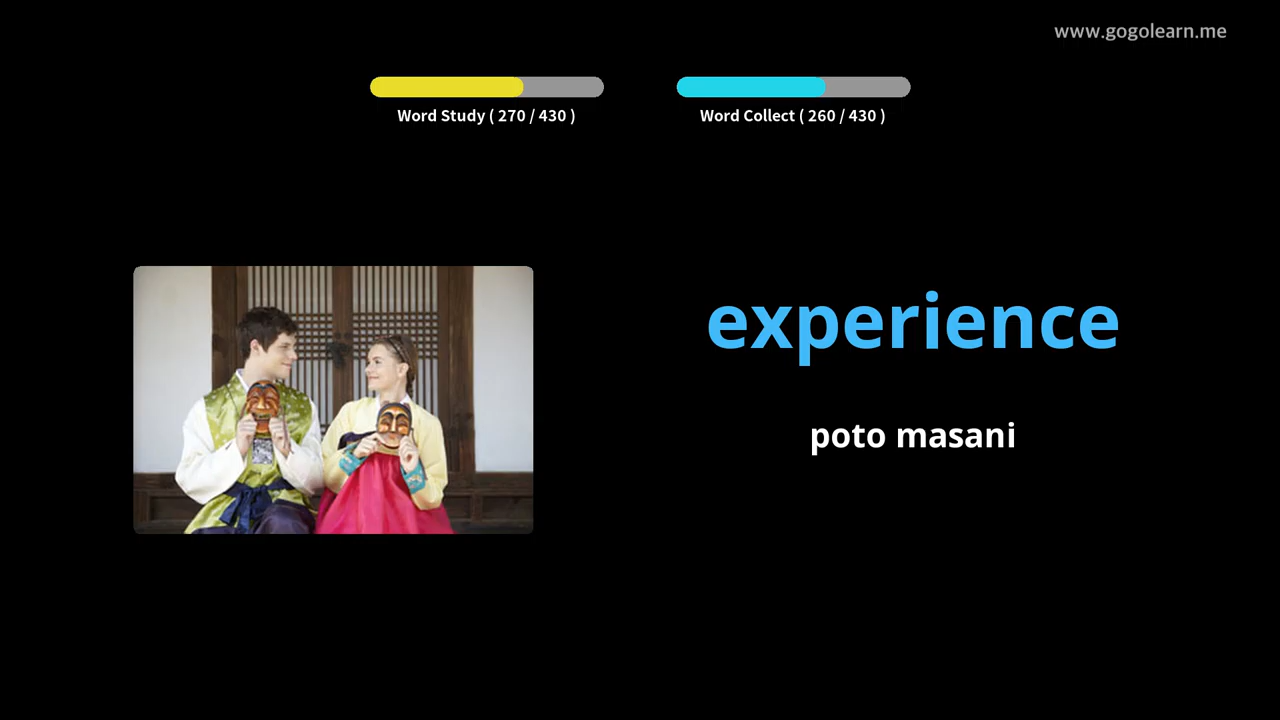 www.gogolearn.me
Word Study ( 270 / 430 )
Word Collect ( 260 / 430 )
experience
poto masani